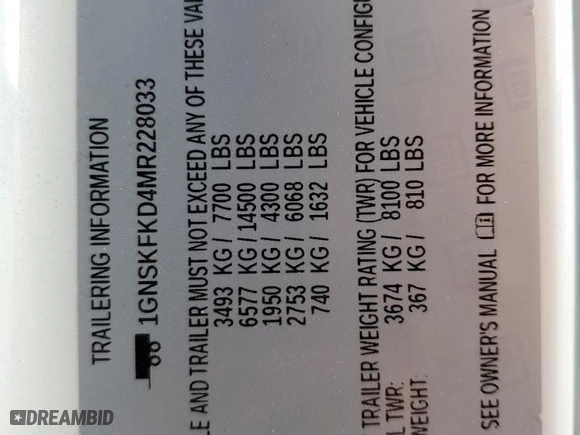 TRAILERING INFORMATION
1GNSKFKD4MR228033
LE AND TRAILER MUST NOT EXCEED ANY OF THESE VAL
3493 KG / 7700 LBS
6577 KG / 14500 LBS
1950 KG / 4300 LBS
2753 KG / 6068 LBS
740 KG / 1632 LBS
TRAILER WEIGHT RATING (TWR) FOR VEHICLE CONFIG
L TWR: 3674 KG / 8100 LBS
WEIGHT: 367 KG / 810 LBS
SEE OWNER'S MANUAL FOR MORE INFORMATION
DREAMBID